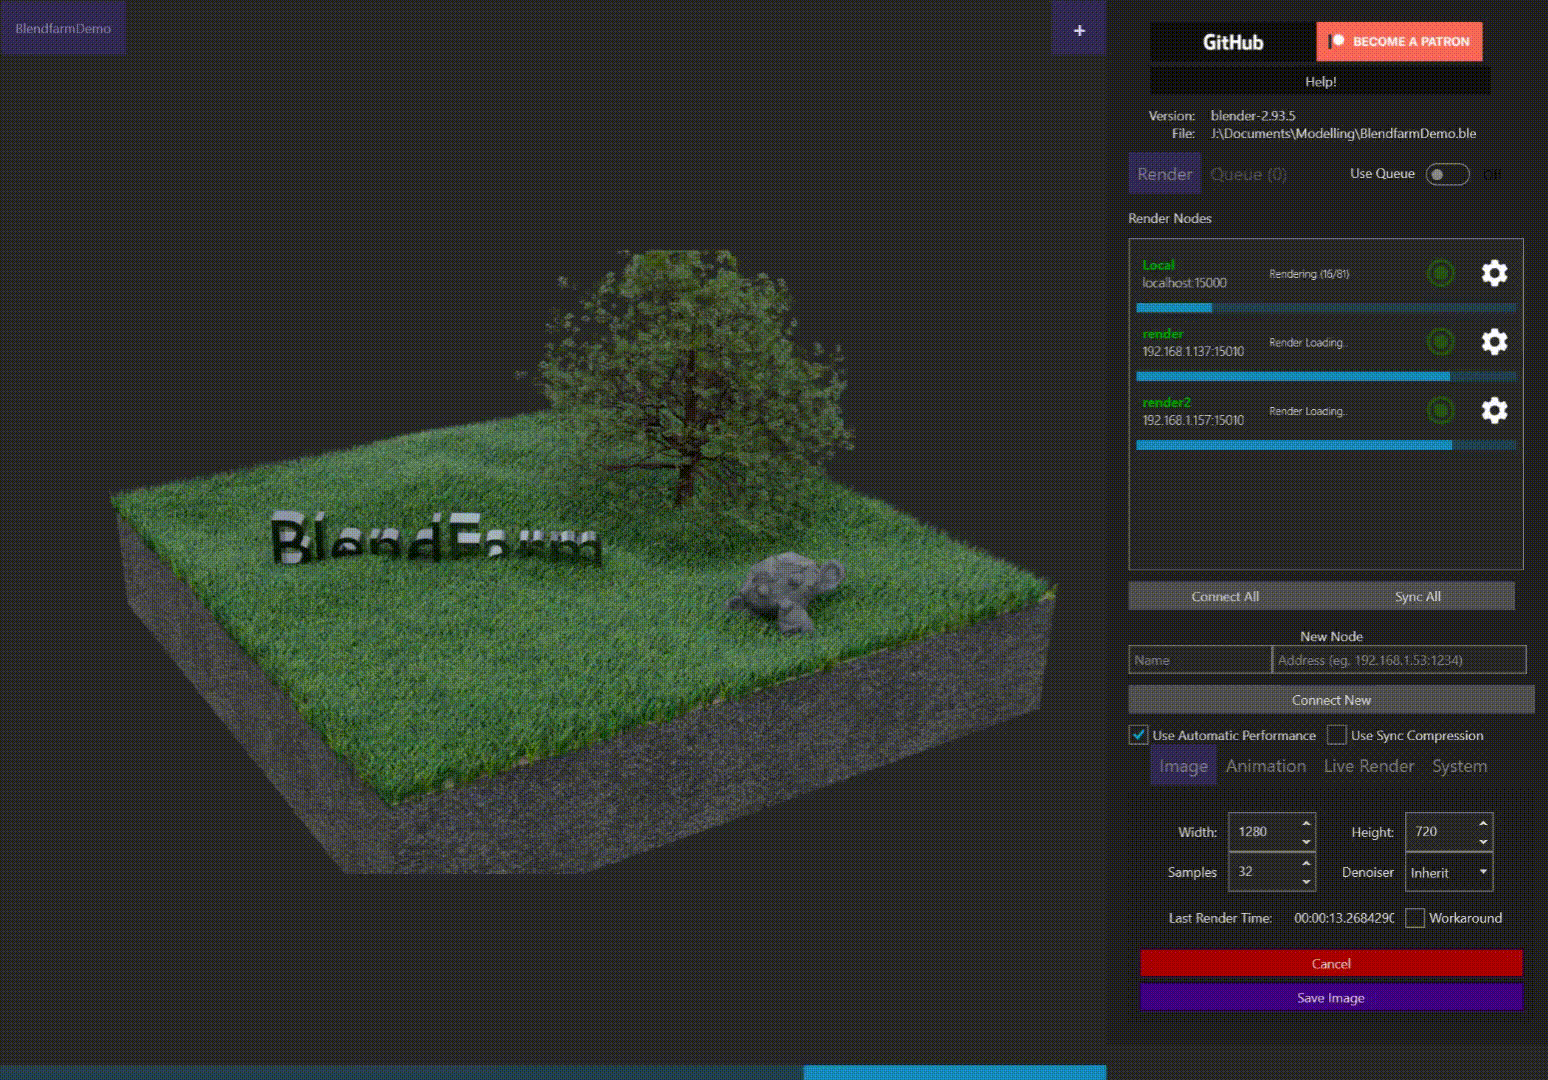 BlendfarmDemo
+
GitHub
BECOME A PATRON
Help!
Version: blender-2.93.5
File: J:\Documents\Modelling\BlendfarmDemo.ble
Render Queue (0) Use Queue Off
Render Nodes
Local
localhost:15000 Rendering (16/81)
render
192.168.1.137:15010 Render Loading..
render2
192.168.1.157:15010 Render Loading..
BlendFarm
Connect All Sync All
New Node
Name Address (eg. 192.168.1.53:1234)
Connect New
Use Automatic Performance Use Sync Compression
Image Animation Live Render System
Width: 1280 Height: 720
Samples 32 Denoiser Inherit
Last Render Time: 00:00:13.268429 Workaround
Cancel
Save Image